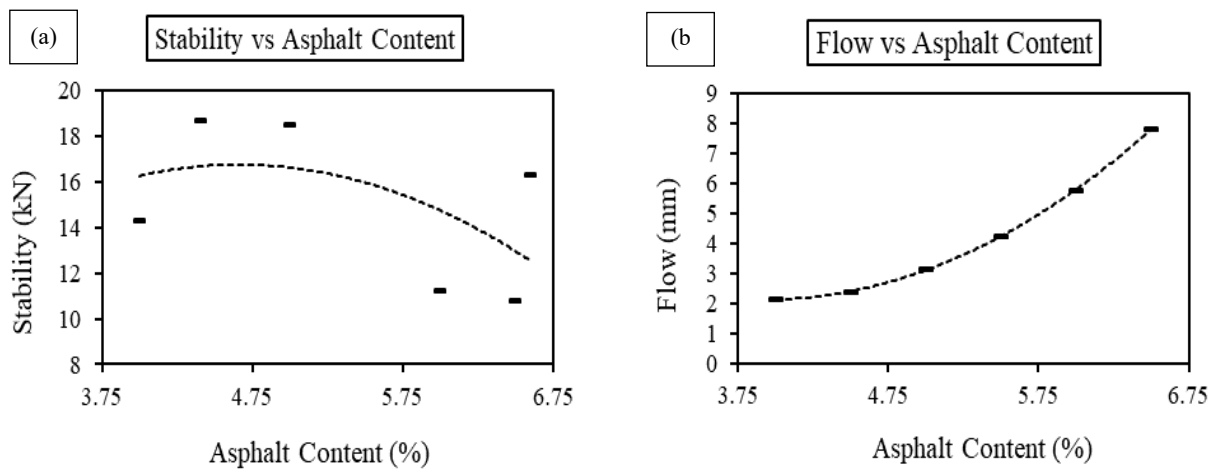 (a)
Stability vs Asphalt Content
20
18
16
14
12
10
8
Stability (kN)
3.75 4.75 5.75 6.75
Asphalt Content (%)
(b)
Flow vs Asphalt Content
9
8
7
6
5
4
3
2
1
0
Flow (mm)
3.75 4.75 5.75 6.75
Asphalt Content (%)